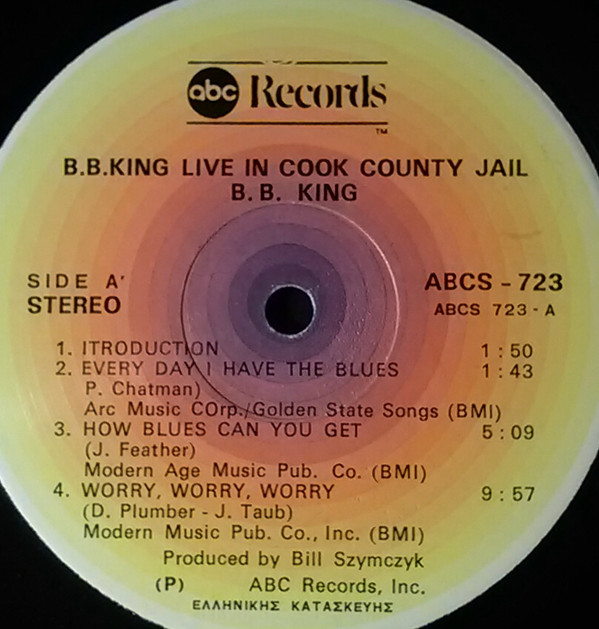 abc Records
TM
B.B.KING LIVE IN COOK COUNTY JAIL
B. B. KING
SIDE A' ABCS - 723
STEREO ABCS 723 - A
1. ITRODUCTION 1 : 50
2. EVERY DAY I HAVE THE BLUES 1 : 43
P. Chatman)
Arc Music COrp./Golden State Songs (BMI)
3. HOW BLUES CAN YOU GET 5 : 09
(J. Feather)
Modern Age Music Pub. Co. (BMI)
4. WORRY, WORRY, WORRY 9 : 57
(D. Plumber - J. Taub)
Modern Music Pub. Co., Inc. (BMI)
Produced by Bill Szymczyk
(P) ABC Records, Inc.
ΕΛΛΗΝΙΚΗΣ ΚΑΤΑΣΚΕΥΗΣ